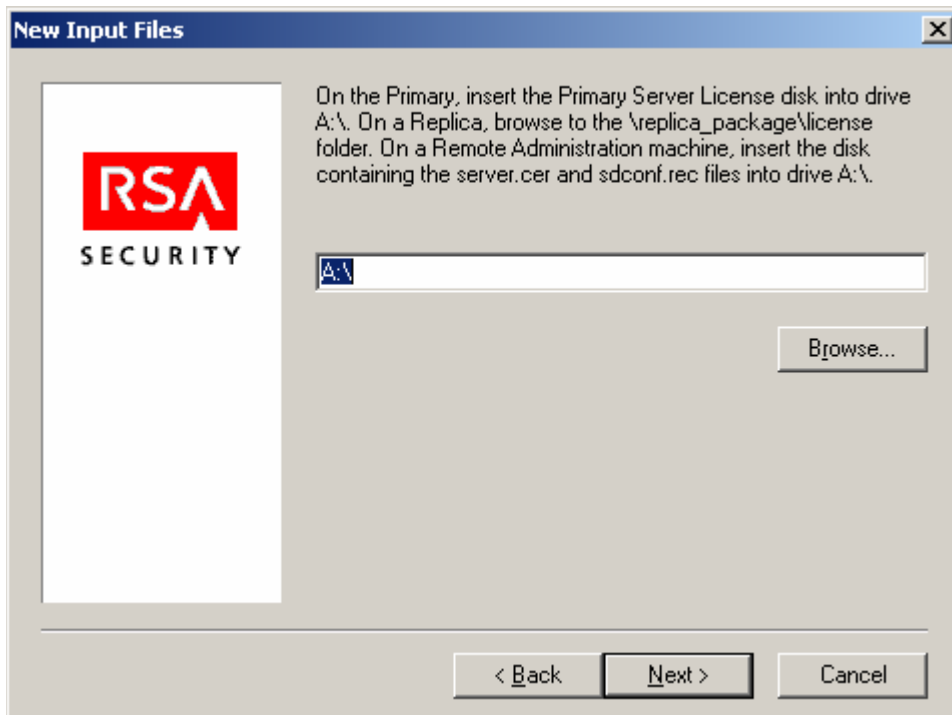 New Input Files
On the Primary, insert the Primary Server License disk into drive
A:\. On a Replica, browse to the \replica_package\license
folder. On a Remote Administration machine, insert the disk
containing the server.cer and sdconf.rec files into drive A:\.
RSA
SECURITY
A:\
Browse...
< Back
Next >
Cancel